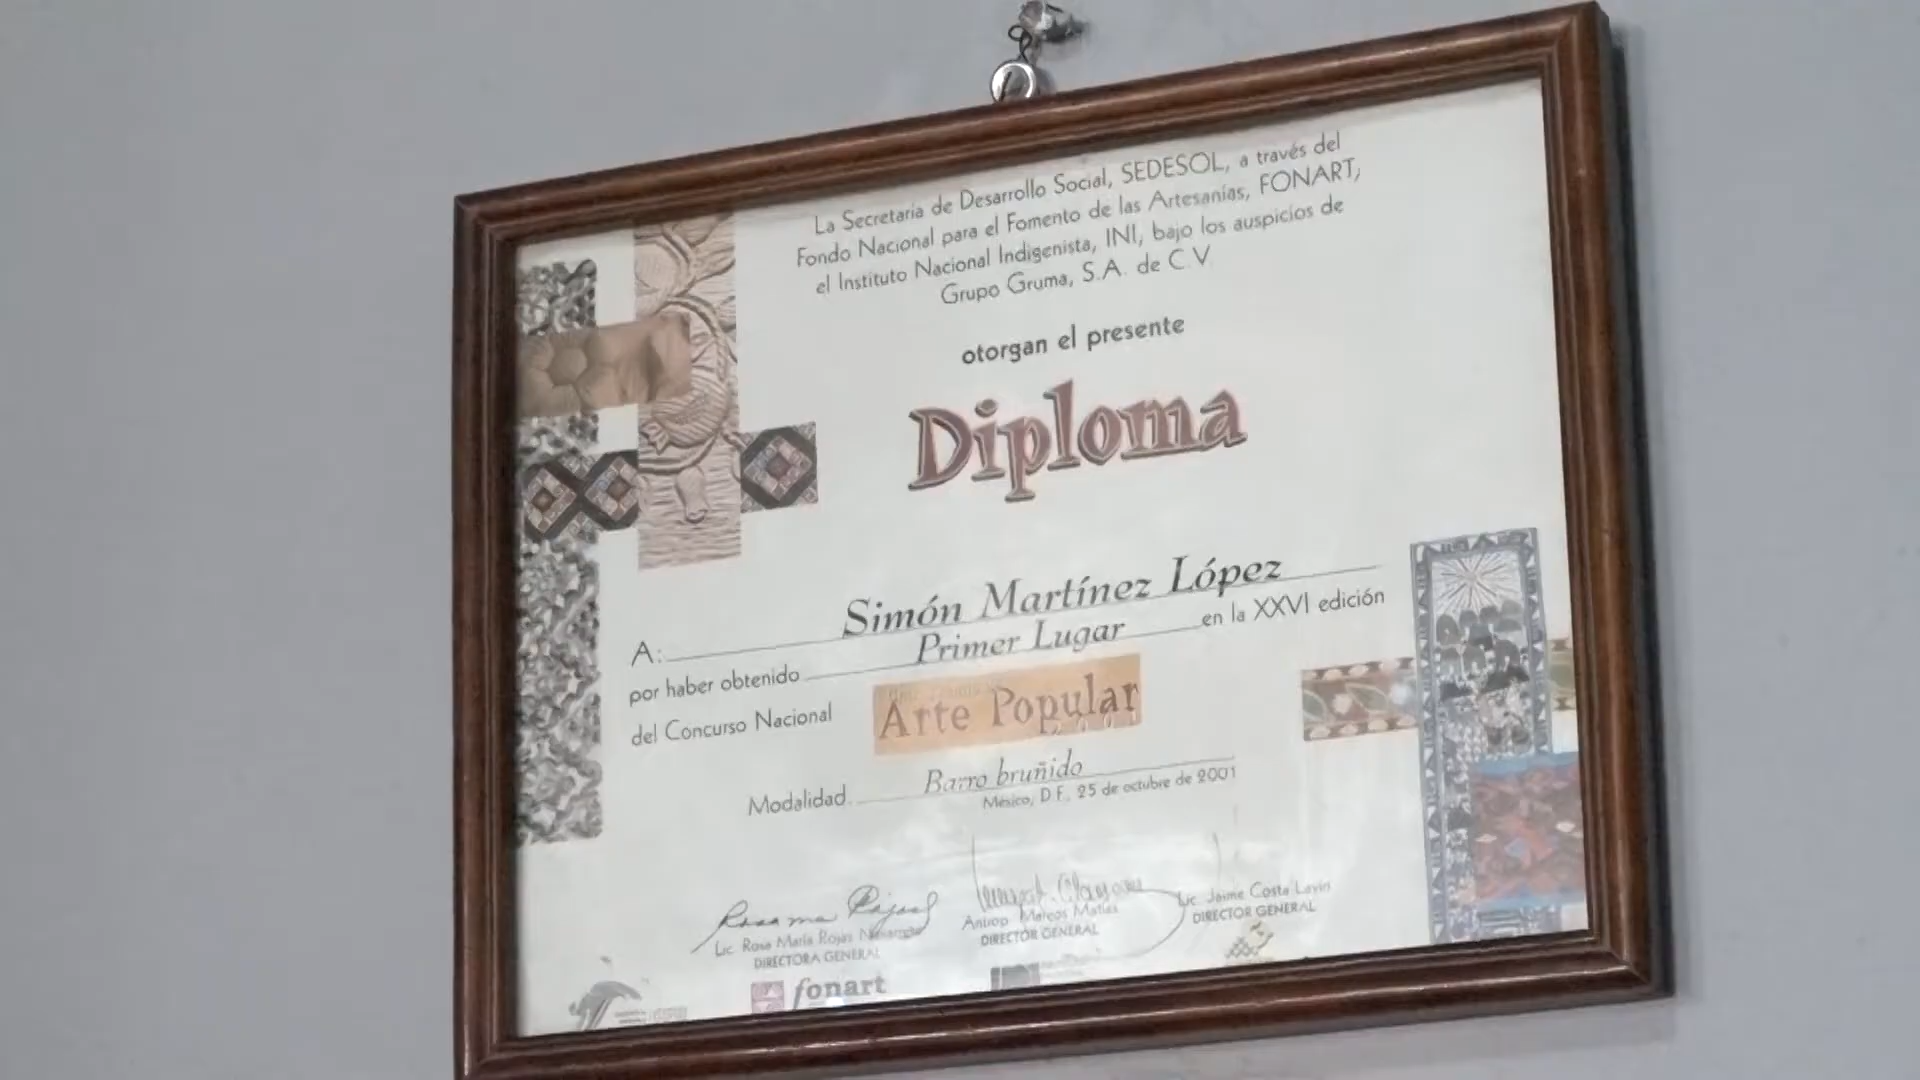 La Secretaría de Desarrollo Social, SEDESOL, a través del
Fondo Nacional para el Fomento de las Artesanías, FONART,
el Instituto Nacional Indigenista, INI, bajo los auspicios de
Grupo Gruma, S.A. de C.V.
otorgan el presente
Diploma
A: Simón Martínez López
por haber obtenido Primer Lugar en la XXVI edición
del Concurso Nacional Arte Popular
Modalidad Barro bruñido
México, D.F. 25 de octubre de 2001
Lic. Rosa María Rojas
DIRECTORA GENERAL
Antrop. Marcos Matías
DIRECTOR GENERAL
Lic. Jaime Costa Lavín
DIRECTOR GENERAL
fonart